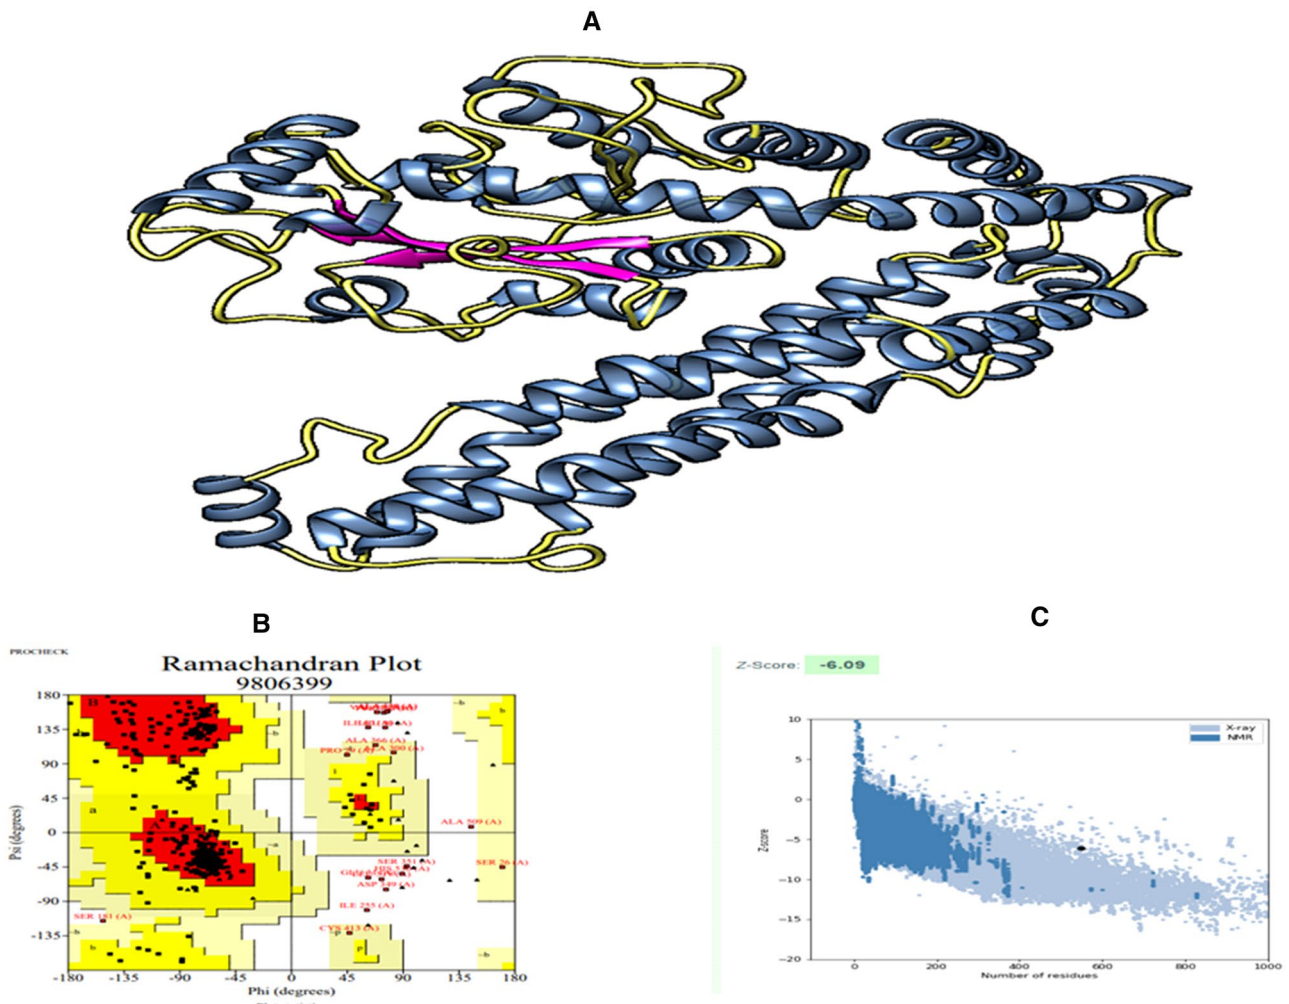 A
B
C
PROCHECK
Ramachandran Plot
9806399
Z-Score: -6.09
B
~b
b
b
~b
ALA 266 (A)
l
a
~a
ALA 509 (A)
SER 351 (A)
SER 26 (A)
ASP 349 (A)
ILE 255 (A)
SER 181 (A)
CYS 413 (A)
~b
~p
b
p
~b
180
135
90
45
0
-45
-90
-135
Psi (degrees)
-180 -135 -90 -45 0 45 90 135 180
Phi (degrees)
X-ray
NMR
10
5
0
-5
-10
-15
-20
Z-score
0 200 400 600 800 1000
Number of residues